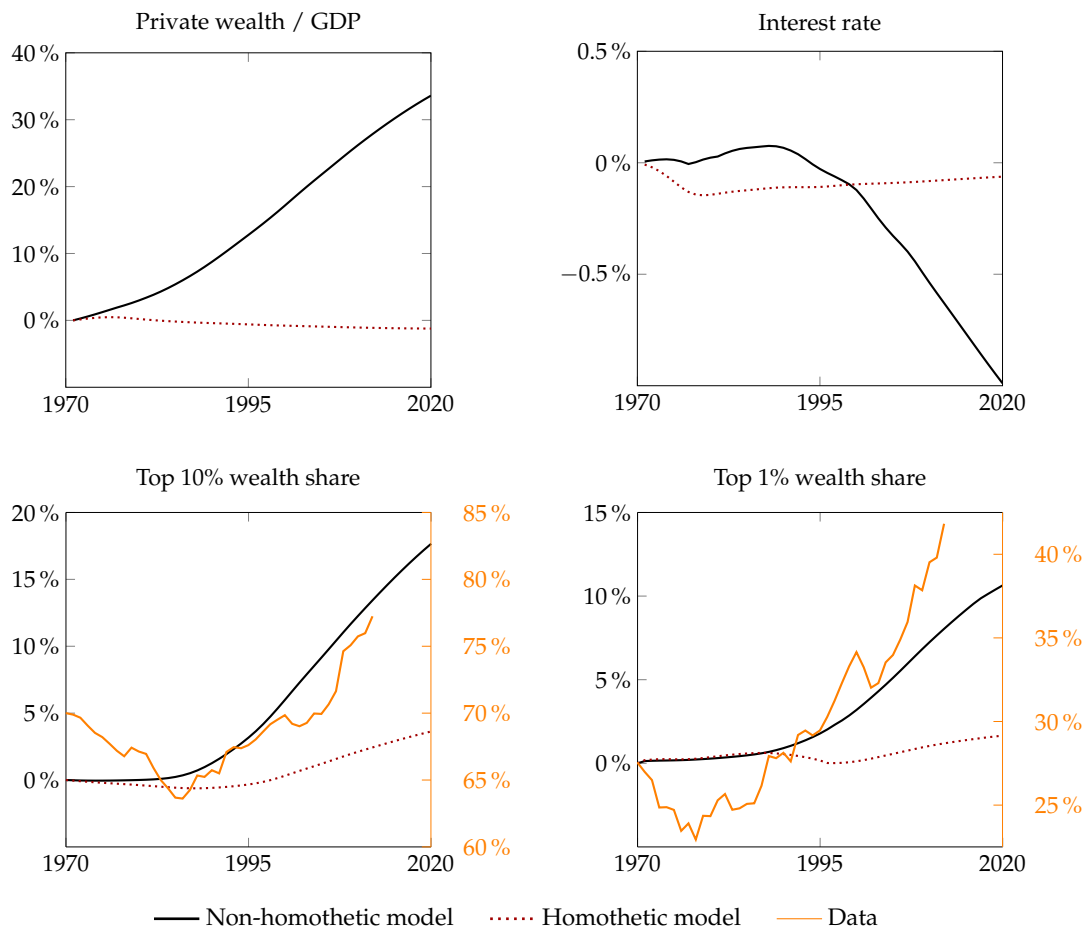 Private wealth / GDP
40 %
30 %
20 %
10 %
0 %
1970 1995 2020
Interest rate
0.5 %
0 %
−0.5 %
1970 1995 2020
Top 10% wealth share
20 % 85 %
15 % 80 %
10 % 75 %
5 % 70 %
0 % 65 %
60 %
1970 1995 2020
Top 1% wealth share
15 %
40 %
10 %
35 %
5 %
30 %
0 %
25 %
1970 1995 2020
Non-homothetic model Homothetic model Data